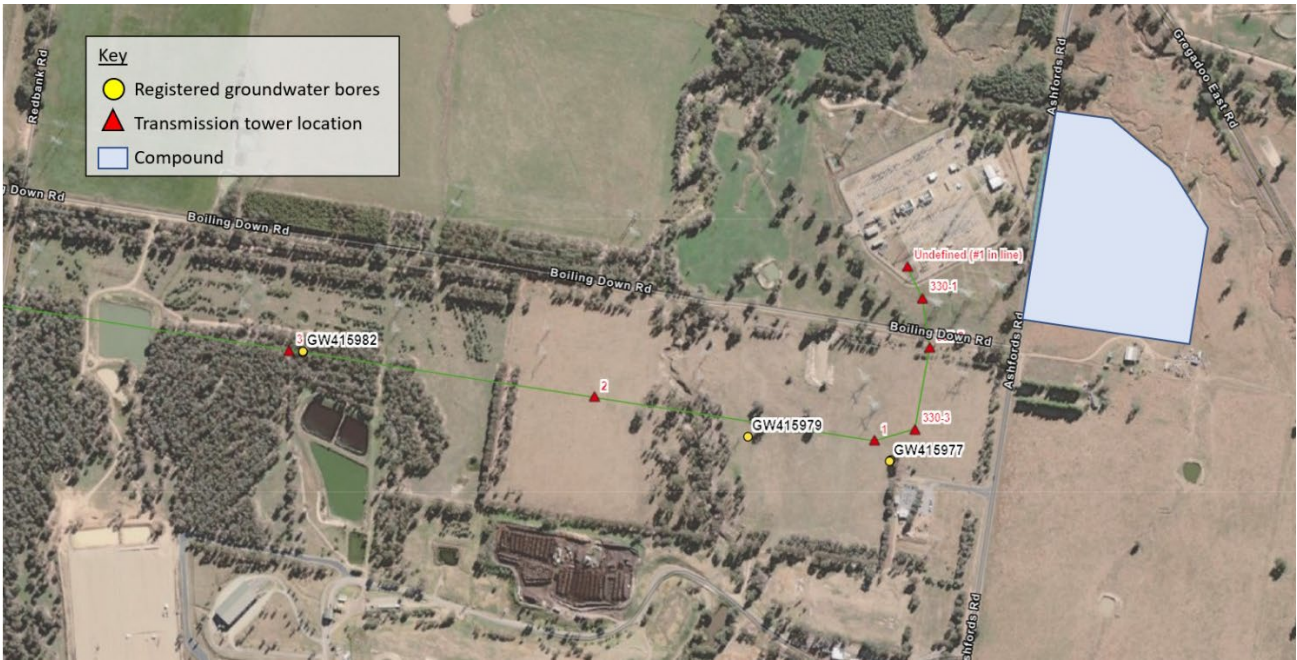 Key
Registered groundwater bores
Transmission tower location
Compound
Redbank Rd
Ashfords Rd
Gregadoo East Rd
g Down Rd
Boiling Down Rd
Boiling Down Rd
Undefined (#1 in line)
330-1
Boiling Down Rd
Ashfords Rd
3
GW415982
2
GW415979
1
330-3
GW415977
shfords Rd